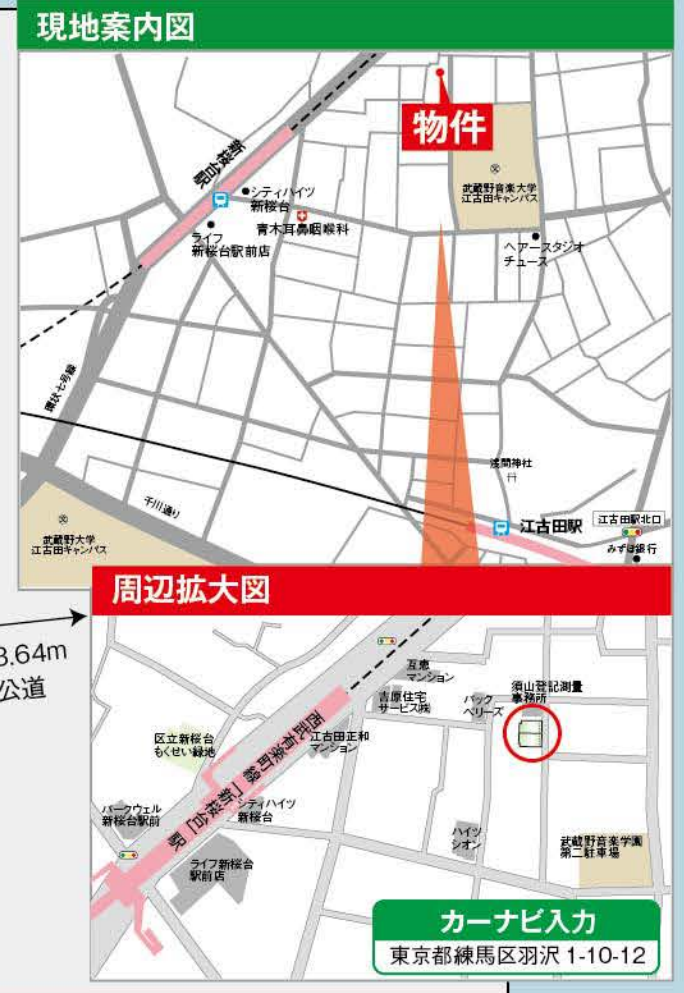 現地案内図
物件
新桜台駅
シティハイツ
新桜台
青木耳鼻咽喉科
ライフ
新桜台駅前店
武蔵野音楽大学
江古田キャンパス
ヘアースタジオ
チュース
環状七号線
千川通り
浅間神社
武蔵野大学
江古田キャンパス
江古田駅
江古田駅北口
みずほ銀行
周辺拡大図
3.64m
公道
互恵
マンション
吉原住宅
サービス㈱
バック
ベリーズ
須山登記測量
事務所
区立新桜台
もくせい緑地
江古田正和
マンション
西武有楽町線「新桜台」駅
シティハイツ
新桜台
パークウェル
新桜台駅前
ライフ新桜台
駅前店
ハイツ
シオン
武蔵野音楽学園
第二駐車場
カーナビ入力
東京都練馬区羽沢 1-10-12